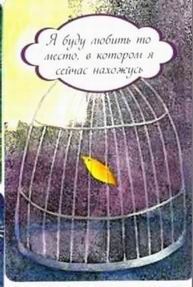 Я буду любить то
место, в котором я
сейчас нахожусь